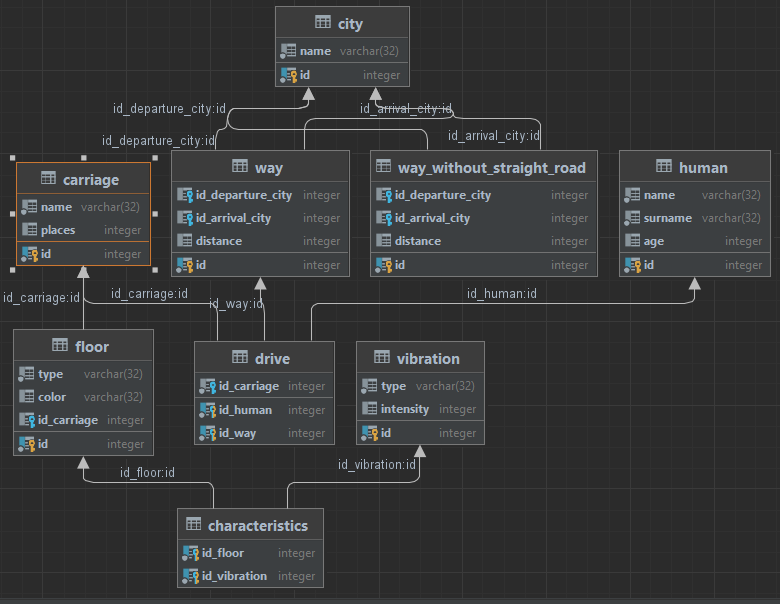 city
name varchar(32)
id integer
id_departure_city:id
id_arrival_city:id
id_departure_city:id
id_arrival_city:id
carriage
name varchar(32)
places integer
id integer
way
id_departure_city integer
id_arrival_city integer
distance integer
id integer
way_without_straight_road
id_departure_city integer
id_arrival_city integer
distance integer
id integer
human
name varchar(32)
surname varchar(32)
age integer
id integer
id_carriage:id
id_carriage:id
id_way:id
id_human:id
floor
type varchar(32)
color varchar(32)
id_carriage integer
id integer
drive
id_carriage integer
id_human integer
id_way integer
vibration
type varchar(32)
intensity integer
id integer
id_floor:id
id_vibration:id
characteristics
id_floor integer
id_vibration integer